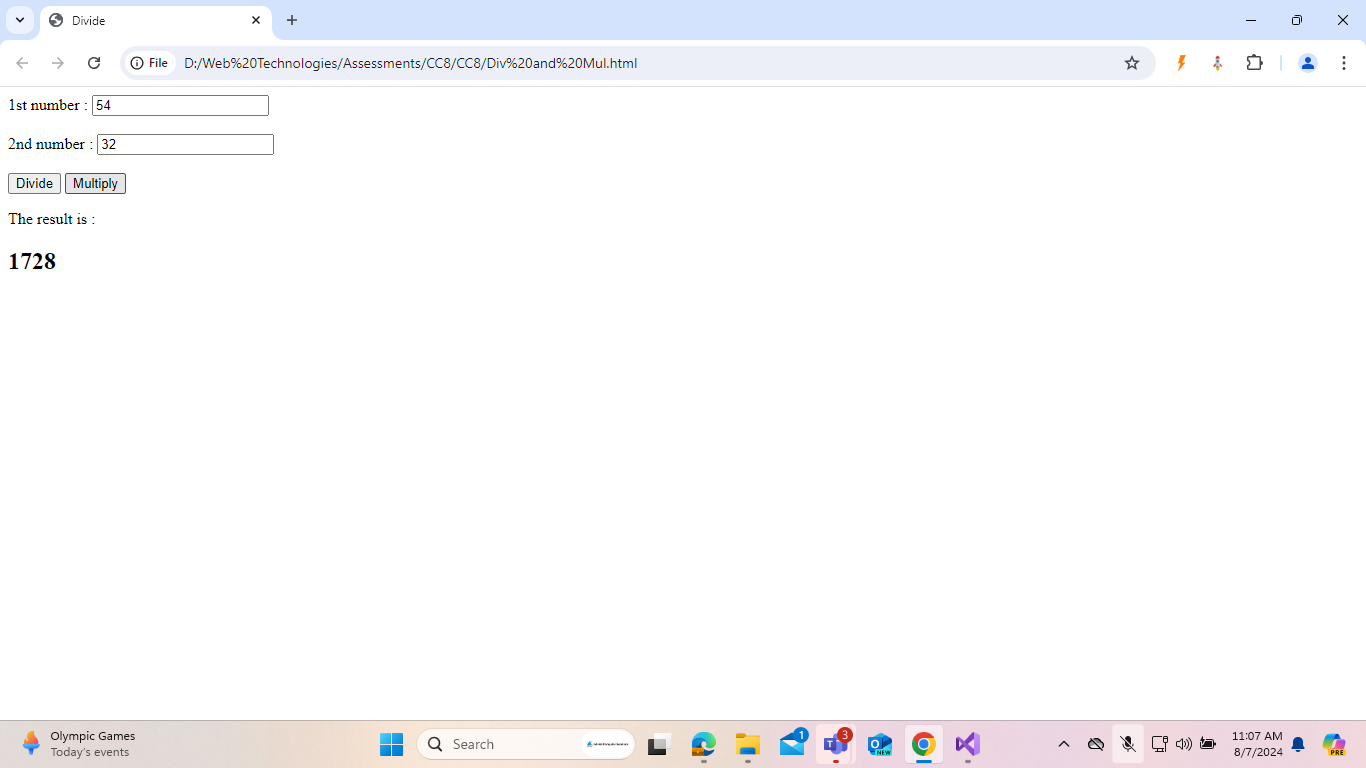 Divide
File D:/Web%20Technologies/Assessments/CC8/CC8/Div%20and%20Mul.html
1st number : 54
2nd number : 32
Divide Multiply
The result is :
1728
Olympic Games
Today's events
Search
1
3
NEW
11:07 AM
8/7/2024
PRE